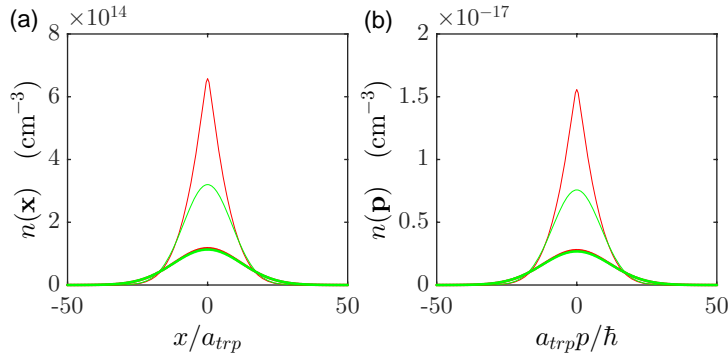 (a)
×10^14
8
6
4
2
0
n(x) (cm^−3)
-50 0 50
x/a_trp
(b)
×10^-17
2
1.5
1
0.5
0
n(p) (cm^−3)
-50 0 50
a_trp p/ℏ